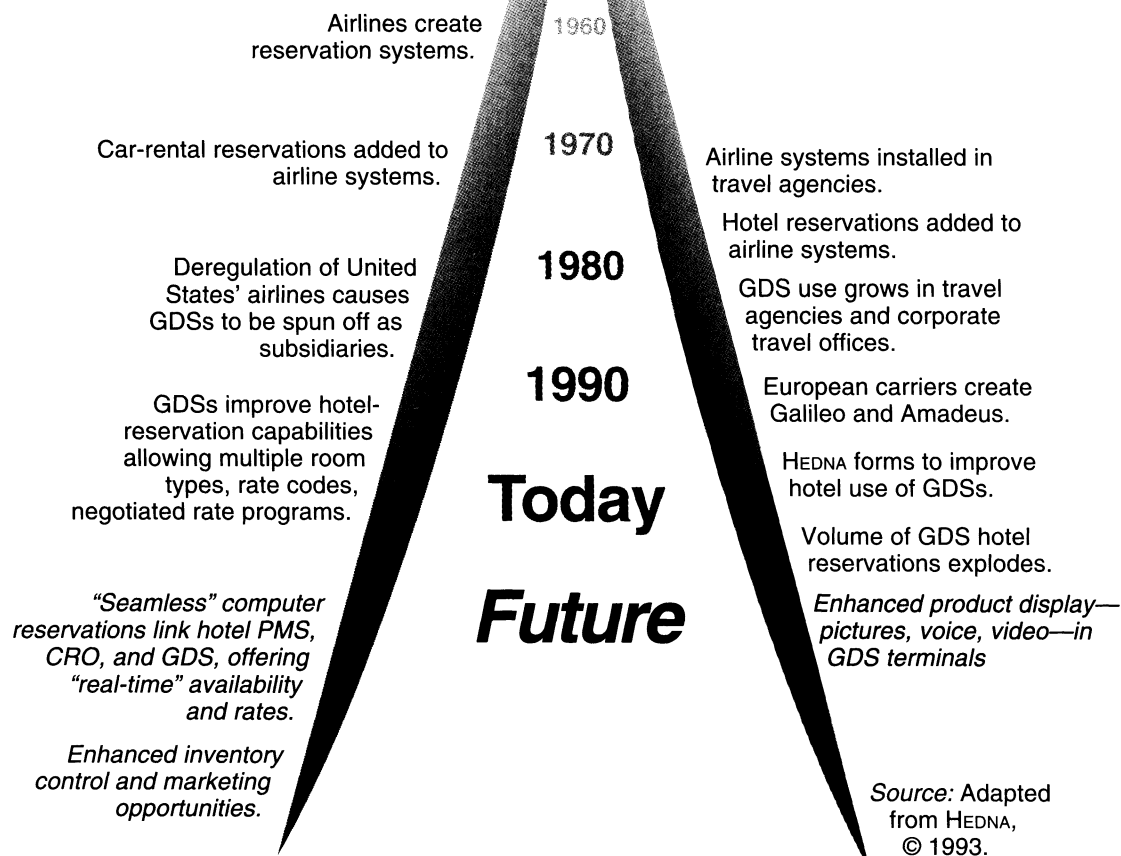 Airlines create
reservation systems.
1960
Car-rental reservations added to
airline systems.
1970
Airline systems installed in
travel agencies.
Hotel reservations added to
airline systems.
Deregulation of United
States’ airlines causes
GDSs to be spun off as
subsidiaries.
1980
GDS use grows in travel
agencies and corporate
travel offices.
1990
European carriers create
Galileo and Amadeus.
GDSs improve hotel-
reservation capabilities
allowing multiple room
types, rate codes,
negotiated rate programs.
Today
HEDNA forms to improve
hotel use of GDSs.
Volume of GDS hotel
reservations explodes.
“Seamless” computer
reservations link hotel PMS,
CRO, and GDS, offering
“real-time” availability
and rates.
Future
Enhanced product display—
pictures, voice, video—in
GDS terminals
Enhanced inventory
control and marketing
opportunities.
Source: Adapted
from HEDNA,
© 1993.